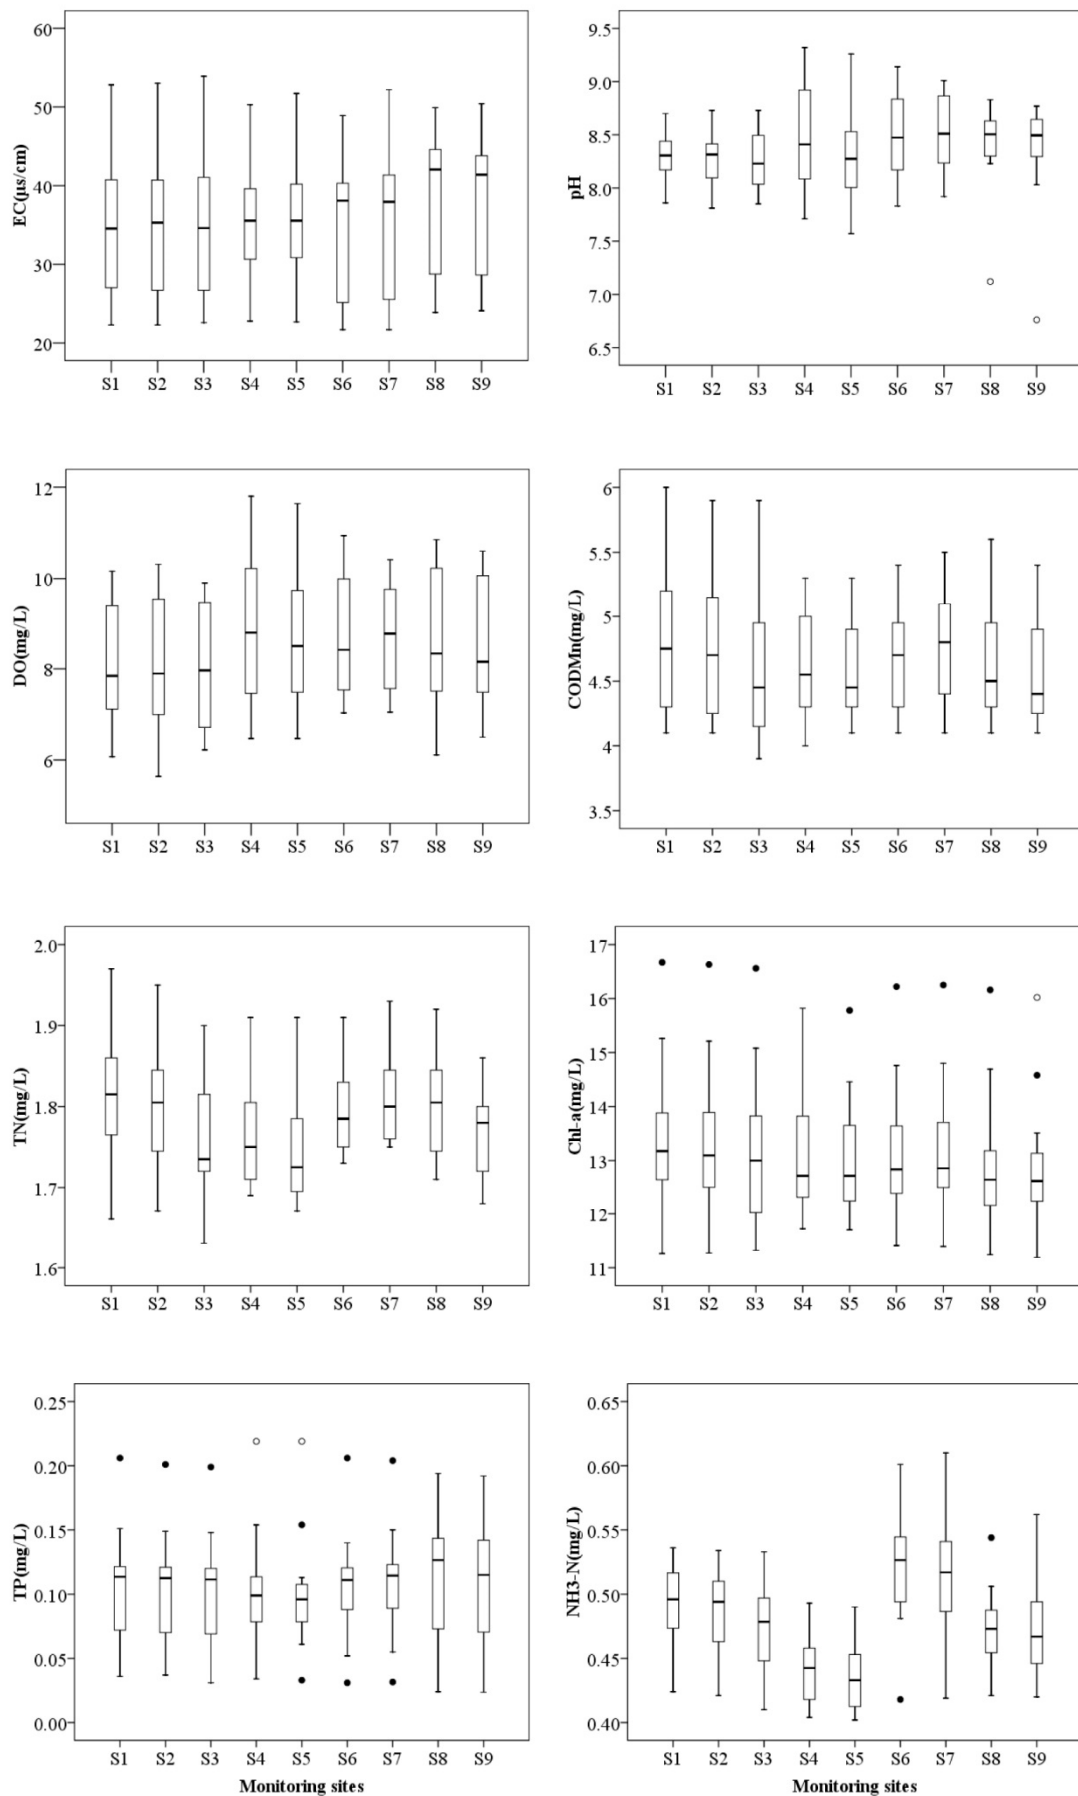 EC(μs/cm)
60
50
40
30
20
S1 S2 S3 S4 S5 S6 S7 S8 S9
pH
9.5
9.0
8.5
8.0
7.5
7.0
6.5
S1 S2 S3 S4 S5 S6 S7 S8 S9
DO(mg/L)
12
10
8
6
S1 S2 S3 S4 S5 S6 S7 S8 S9
CODMn(mg/L)
6
5.5
5
4.5
4
3.5
S1 S2 S3 S4 S5 S6 S7 S8 S9
TN(mg/L)
2.0
1.9
1.8
1.7
1.6
S1 S2 S3 S4 S5 S6 S7 S8 S9
Chl-a(mg/L)
17
16
15
14
13
12
11
S1 S2 S3 S4 S5 S6 S7 S8 S9
TP(mg/L)
0.25
0.20
0.15
0.10
0.05
0.00
S1 S2 S3 S4 S5 S6 S7 S8 S9
Monitoring sites
NH3-N(mg/L)
0.65
0.60
0.55
0.50
0.45
0.40
S1 S2 S3 S4 S5 S6 S7 S8 S9
Monitoring sites